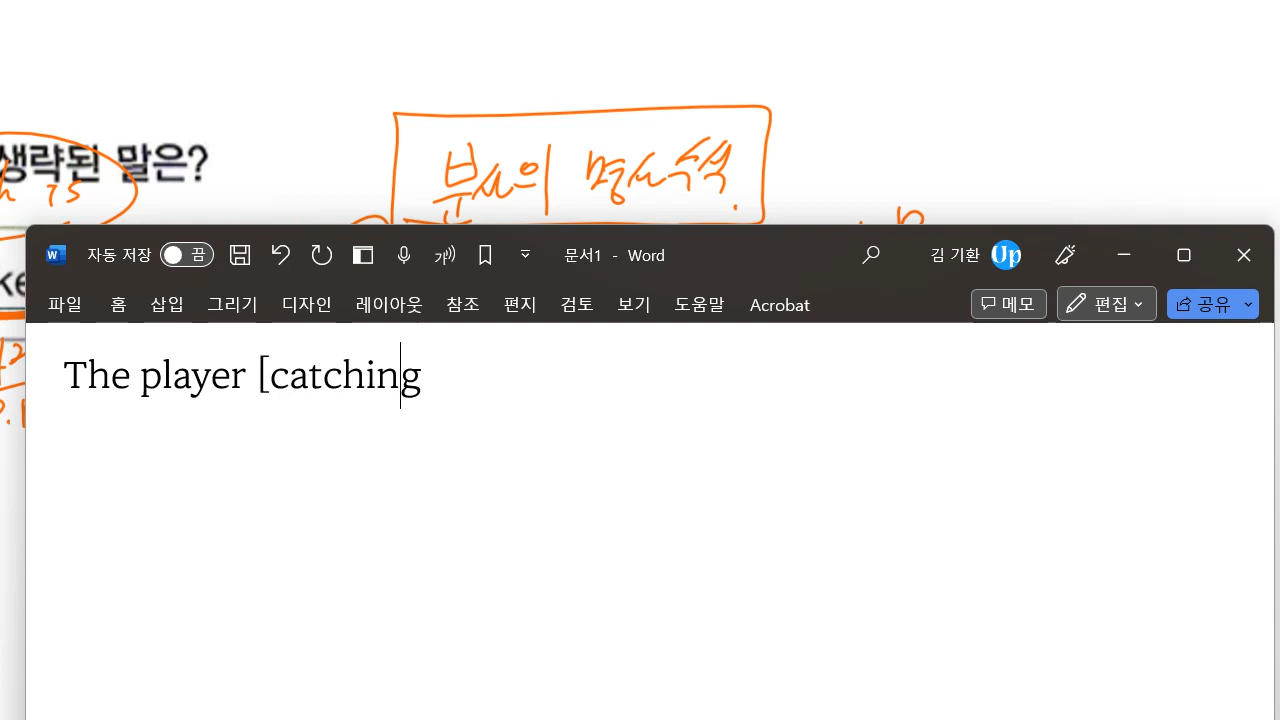 생략된 말은?
is
분사의 명사수식.
자동 저장 끔 문서1 - Word 김 기환 Up
파일 홈 삽입 그리기 디자인 레이아웃 참조 편지 검토 보기 도움말 Acrobat 메모 편집 공유
The player [catching